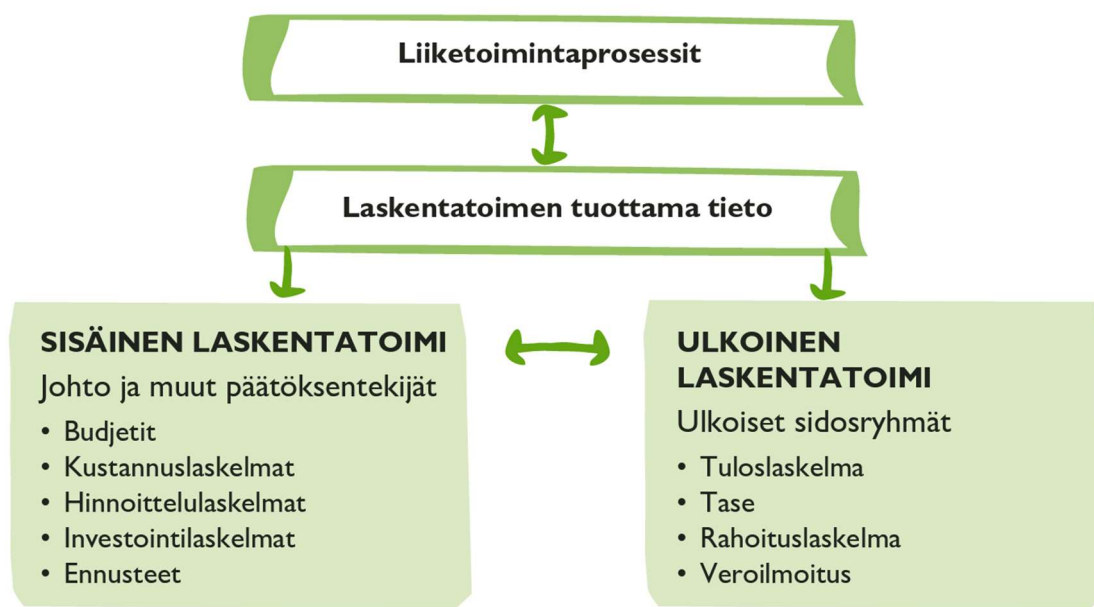 Liiketoimintaprosessit
Laskentatoimen tuottama tieto
SISÄINEN LASKENTATOIMI
Johto ja muut päätöksentekijät
• Budjetit
• Kustannuslaskelmat
• Hinnoittelulaskelmat
• Investointilaskelmat
• Ennusteet
ULKOINEN
LASKENTATOIMI
Ulkoiset sidosryhmät
• Tuloslaskelma
• Tase
• Rahoituslaskelma
• Veroilmoitus